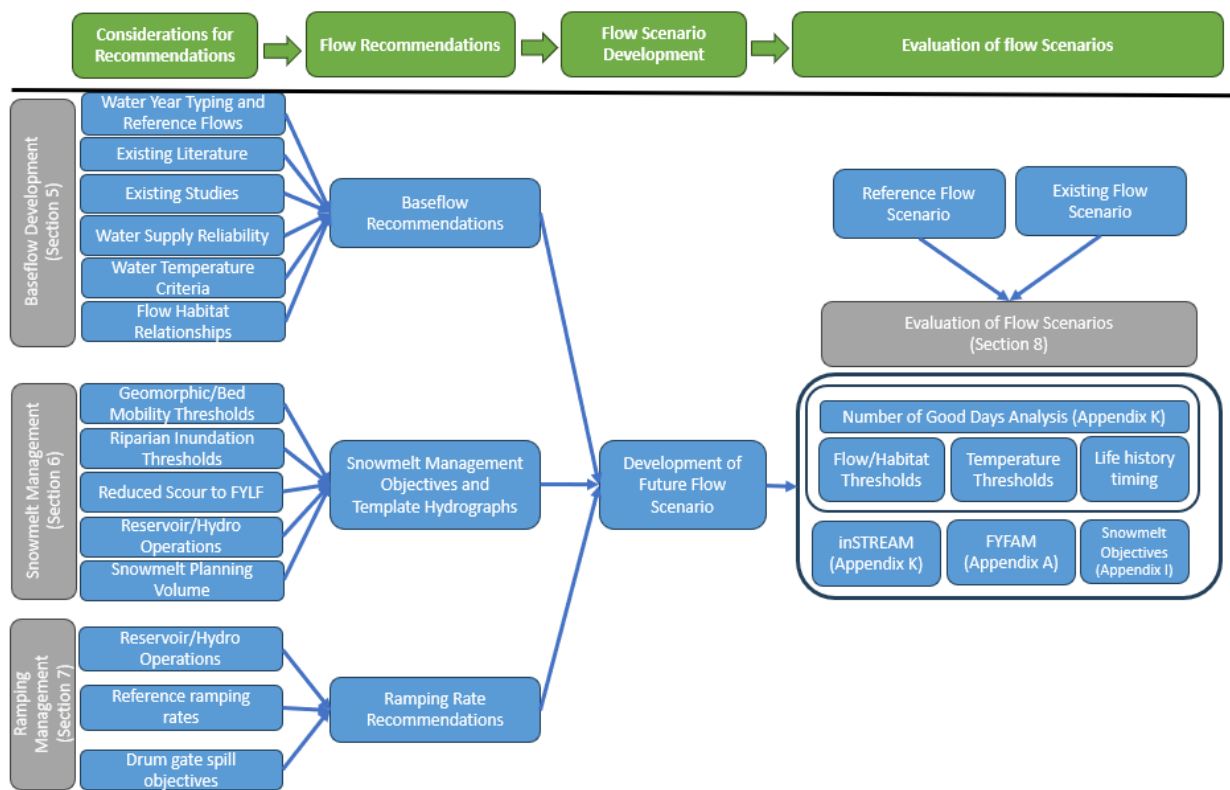 Considerations for
Recommendations
Flow Recommendations
Flow Scenario
Development
Evaluation of flow Scenarios
Baseflow Development
(Section 5)
Water Year Typing and
Reference Flows
Existing Literature
Existing Studies
Water Supply Reliability
Water Temperature
Criteria
Flow Habitat
Relationships
Baseflow
Recommendations
Snowmelt Management
(Section 6)
Geomorphic/Bed
Mobility Thresholds
Riparian Inundation
Thresholds
Reduced Scour to FYLF
Reservoir/Hydro
Operations
Snowmelt Planning
Volume
Snowmelt Management
Objectives and
Template Hydrographs
Ramping
Management
(Section 7)
Reservoir/Hydro
Operations
Reference ramping
rates
Drum gate spill
objectives
Ramping Rate
Recommendations
Development of
Future Flow
Scenario
Reference Flow
Scenario
Existing Flow
Scenario
Evaluation of Flow Scenarios
(Section 8)
Number of Good Days Analysis (Appendix K)
Flow/Habitat
Thresholds
Temperature
Thresholds
Life history
timing
inSTREAM
(Appendix K)
FYFAM
(Appendix A)
Snowmelt
Objectives
(Appendix I)